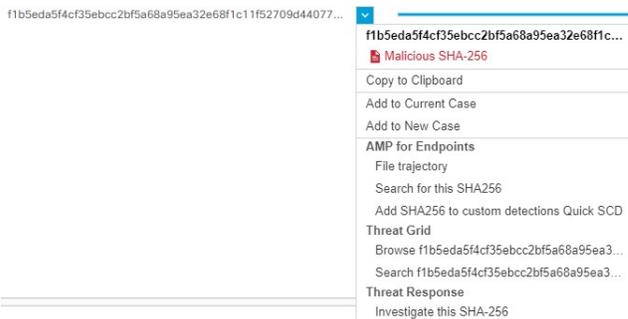 f1b5eda5f4cf35ebcc2bf5a68a95ea32e68f1c11f52709d44077...
f1b5eda5f4cf35ebcc2bf5a68a95ea32e68f1c...
Malicious SHA-256
Copy to Clipboard
Add to Current Case
Add to New Case
AMP for Endpoints
File trajectory
Search for this SHA256
Add SHA256 to custom detections Quick SCD
Threat Grid
Browse f1b5eda5f4cf35ebcc2bf5a68a95ea3...
Search f1b5eda5f4cf35ebcc2bf5a68a95ea3...
Threat Response
Investigate this SHA-256